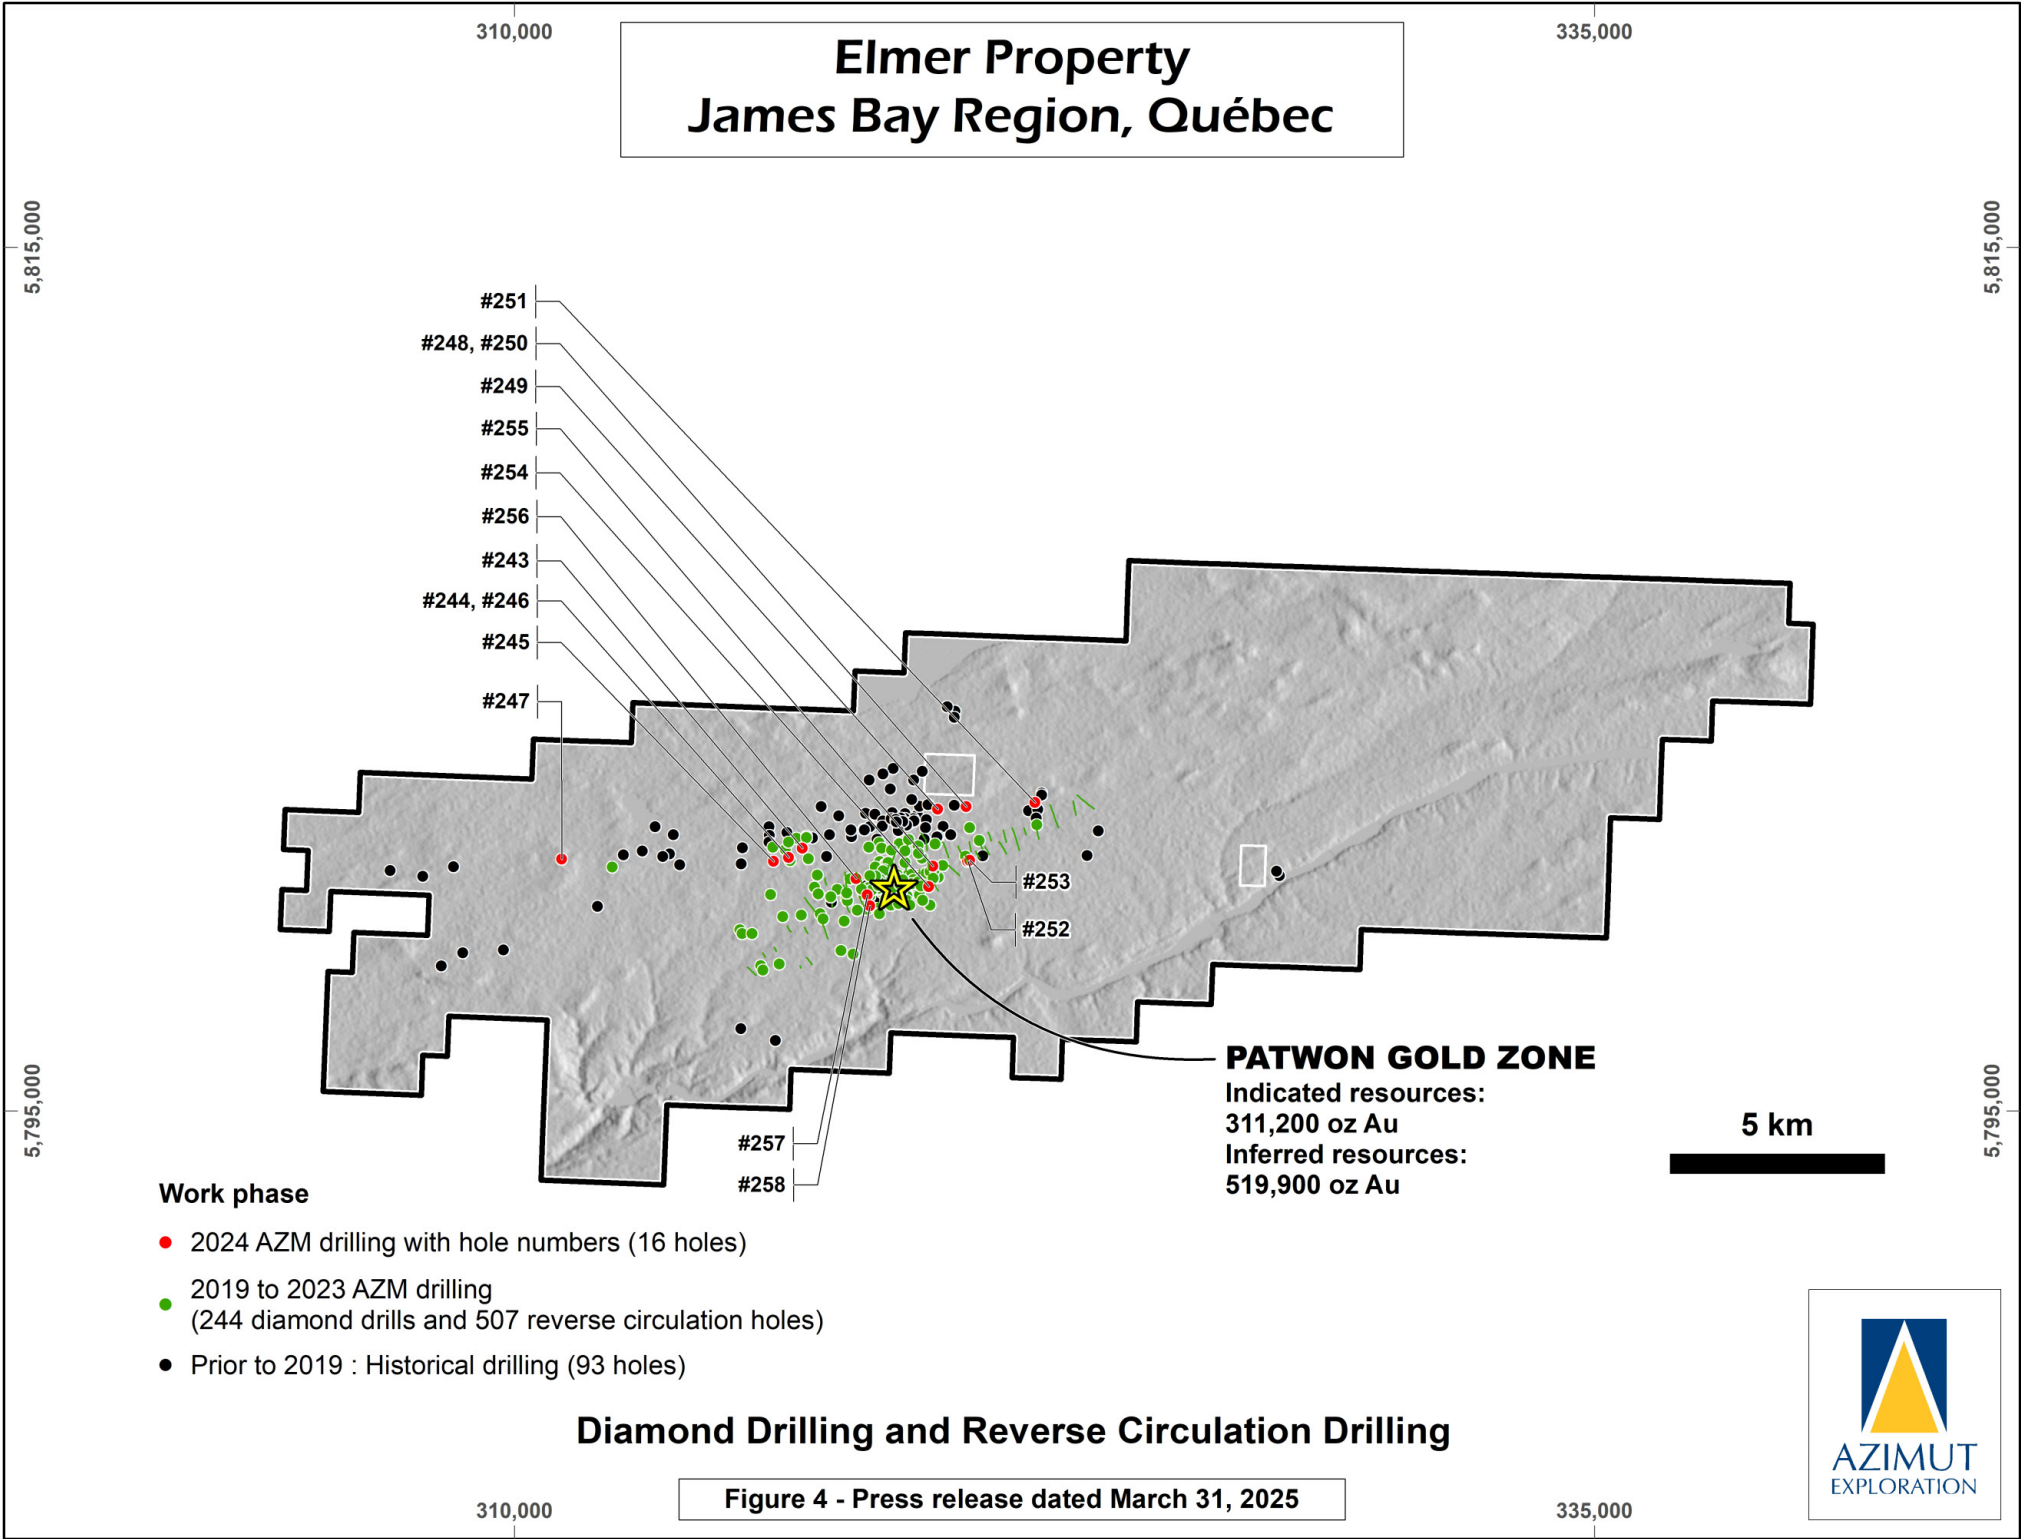 310,000
335,000
Elmer Property
James Bay Region, Québec
5,815,000
5,815,000
#251
#248, #250
#249
#255
#254
#256
#243
#244, #246
#245
#247
#253
#252
PATWON GOLD ZONE
Indicated resources:
311,200 oz Au
Inferred resources:
519,900 oz Au
5 km
5,795,000
5,795,000
#257
#258
Work phase
2024 AZM drilling with hole numbers (16 holes)
2019 to 2023 AZM drilling
(244 diamond drills and 507 reverse circulation holes)
Prior to 2019 : Historical drilling (93 holes)
Diamond Drilling and Reverse Circulation Drilling
Figure 4 - Press release dated March 31, 2025
AZIMUT
EXPLORATION
310,000
335,000